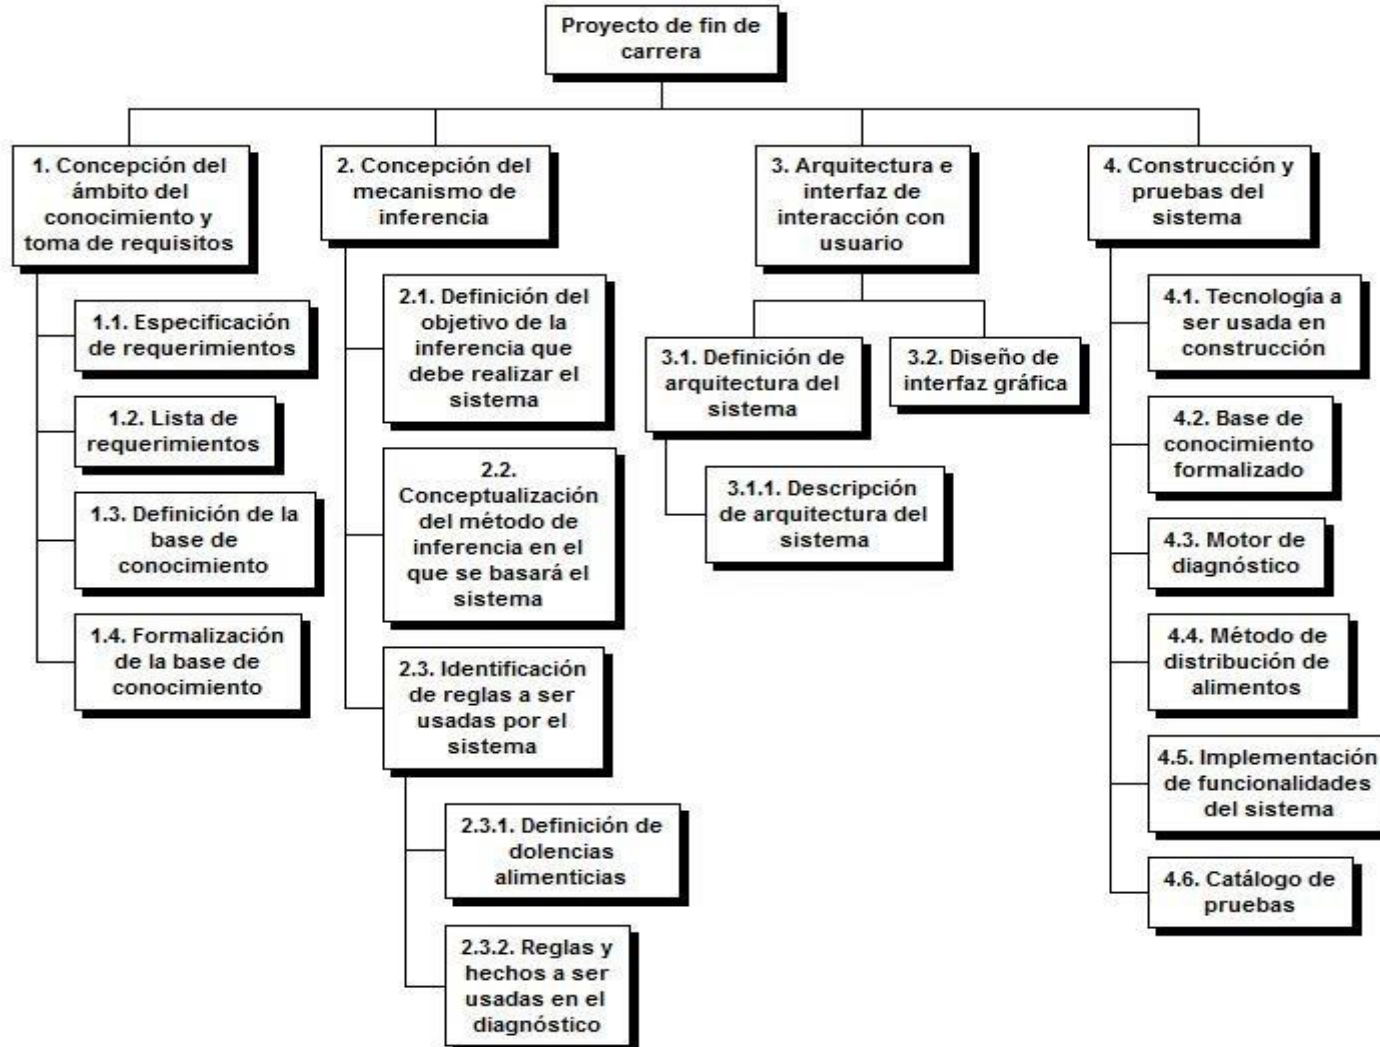 Proyecto de fin de
carrera
1. Concepción del
ámbito del
conocimiento y
toma de requisitos
1.1. Especificación
de requerimientos
1.2. Lista de
requerimientos
1.3. Definición de la
base de
conocimiento
1.4. Formalización
de la base de
conocimiento
2. Concepción del
mecanismo de
inferencia
2.1. Definición del
objetivo de la
inferencia que
debe realizar el
sistema
2.2.
Conceptualización
del método de
inferencia en el
que se basará el
sistema
2.3. Identificación
de reglas a ser
usadas por el
sistema
2.3.1. Definición de
dolencias
alimenticias
2.3.2. Reglas y
hechos a ser
usadas en el
diagnóstico
3. Arquitectura e
interfaz de
interacción con
usuario
3.1. Definición de
arquitectura del
sistema
3.1.1. Descripción
de arquitectura del
sistema
3.2. Diseño de
interfaz gráfica
4. Construcción y
pruebas del
sistema
4.1. Tecnología a
ser usada en
construcción
4.2. Base de
conocimiento
formalizado
4.3. Motor de
diagnóstico
4.4. Método de
distribución de
alimentos
4.5. Implementación
de funcionalidades
del sistema
4.6. Catálogo de
pruebas